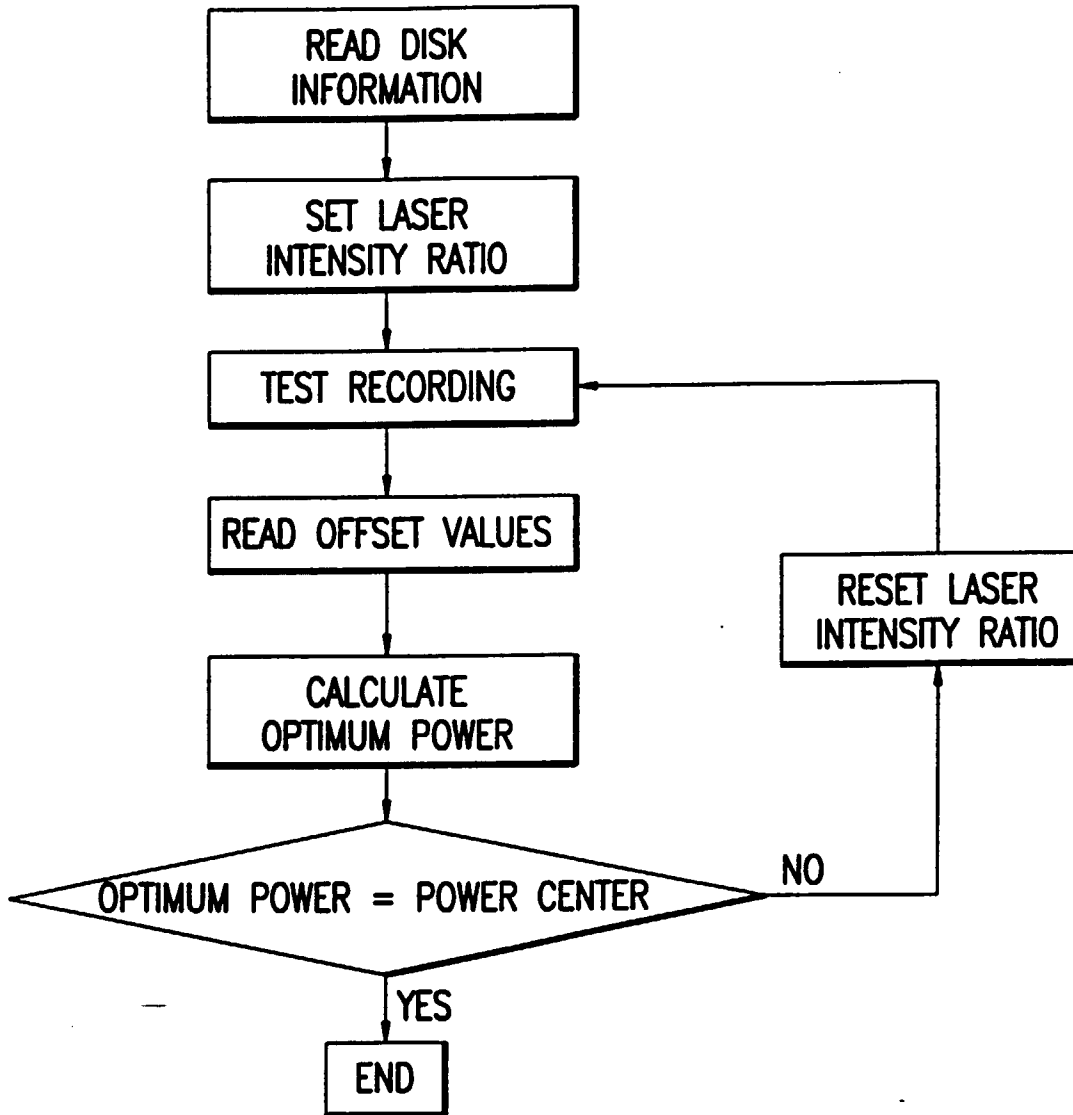 READ DISK
INFORMATION
SET LASER
INTENSITY RATIO
TEST RECORDING
READ OFFSET VALUES
RESET LASER
INTENSITY RATIO
CALCULATE
OPTIMUM POWER
OPTIMUM POWER = POWER CENTER
NO
YES
END